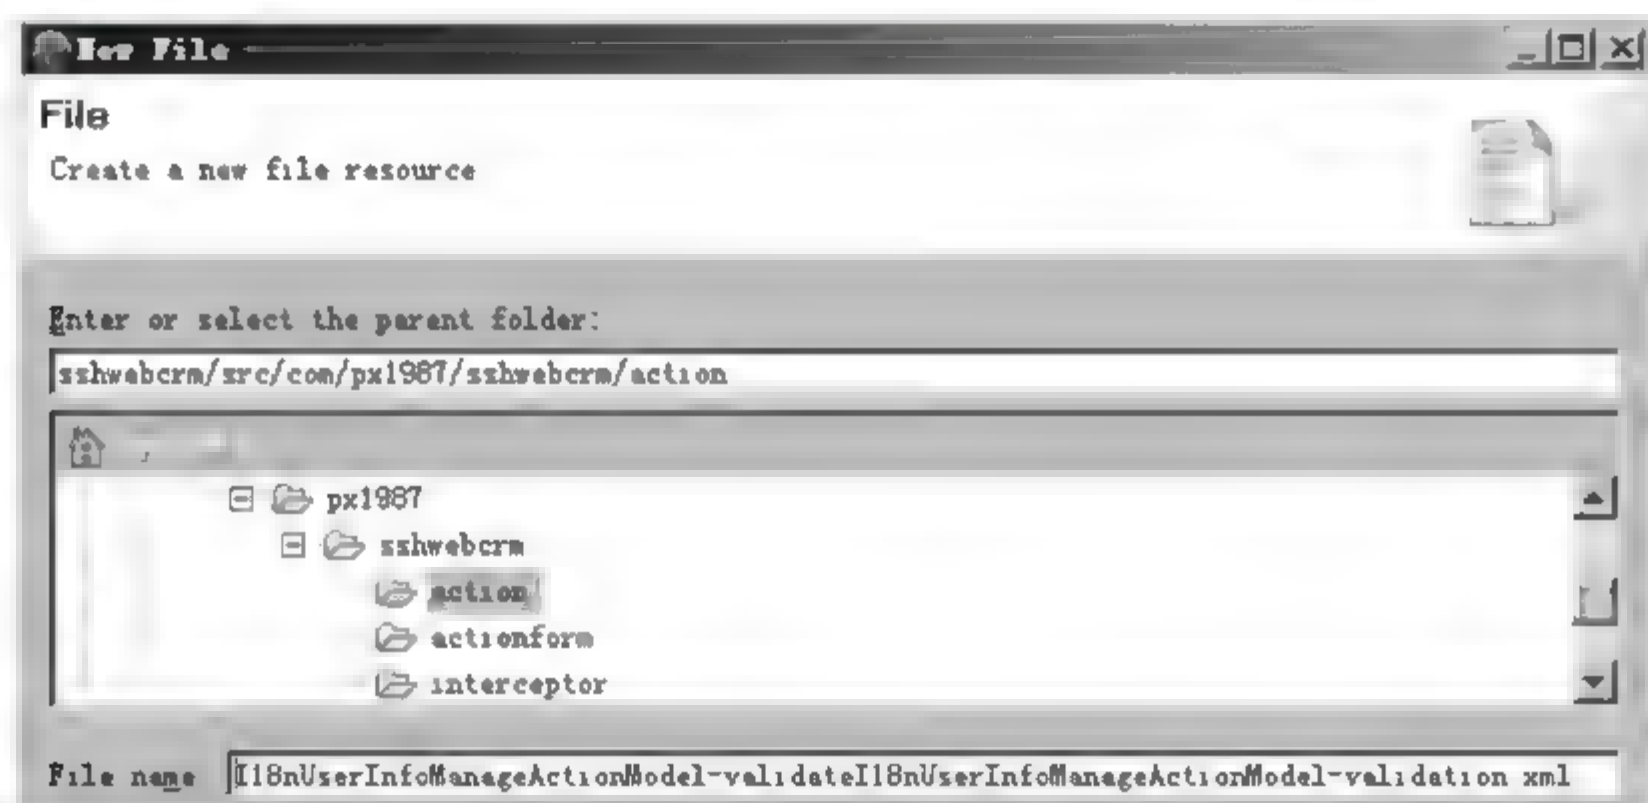 New File
File
Create a new file resource
Enter or select the parent folder:
sshwebcrm/src/com/px1987/sshwebcrm/action
px1987
sshwebcrm
action
actionform
interceptor
File name I18nUserInfoManageActionModel-validateI18nUserInfoManageActionModel-validation xml